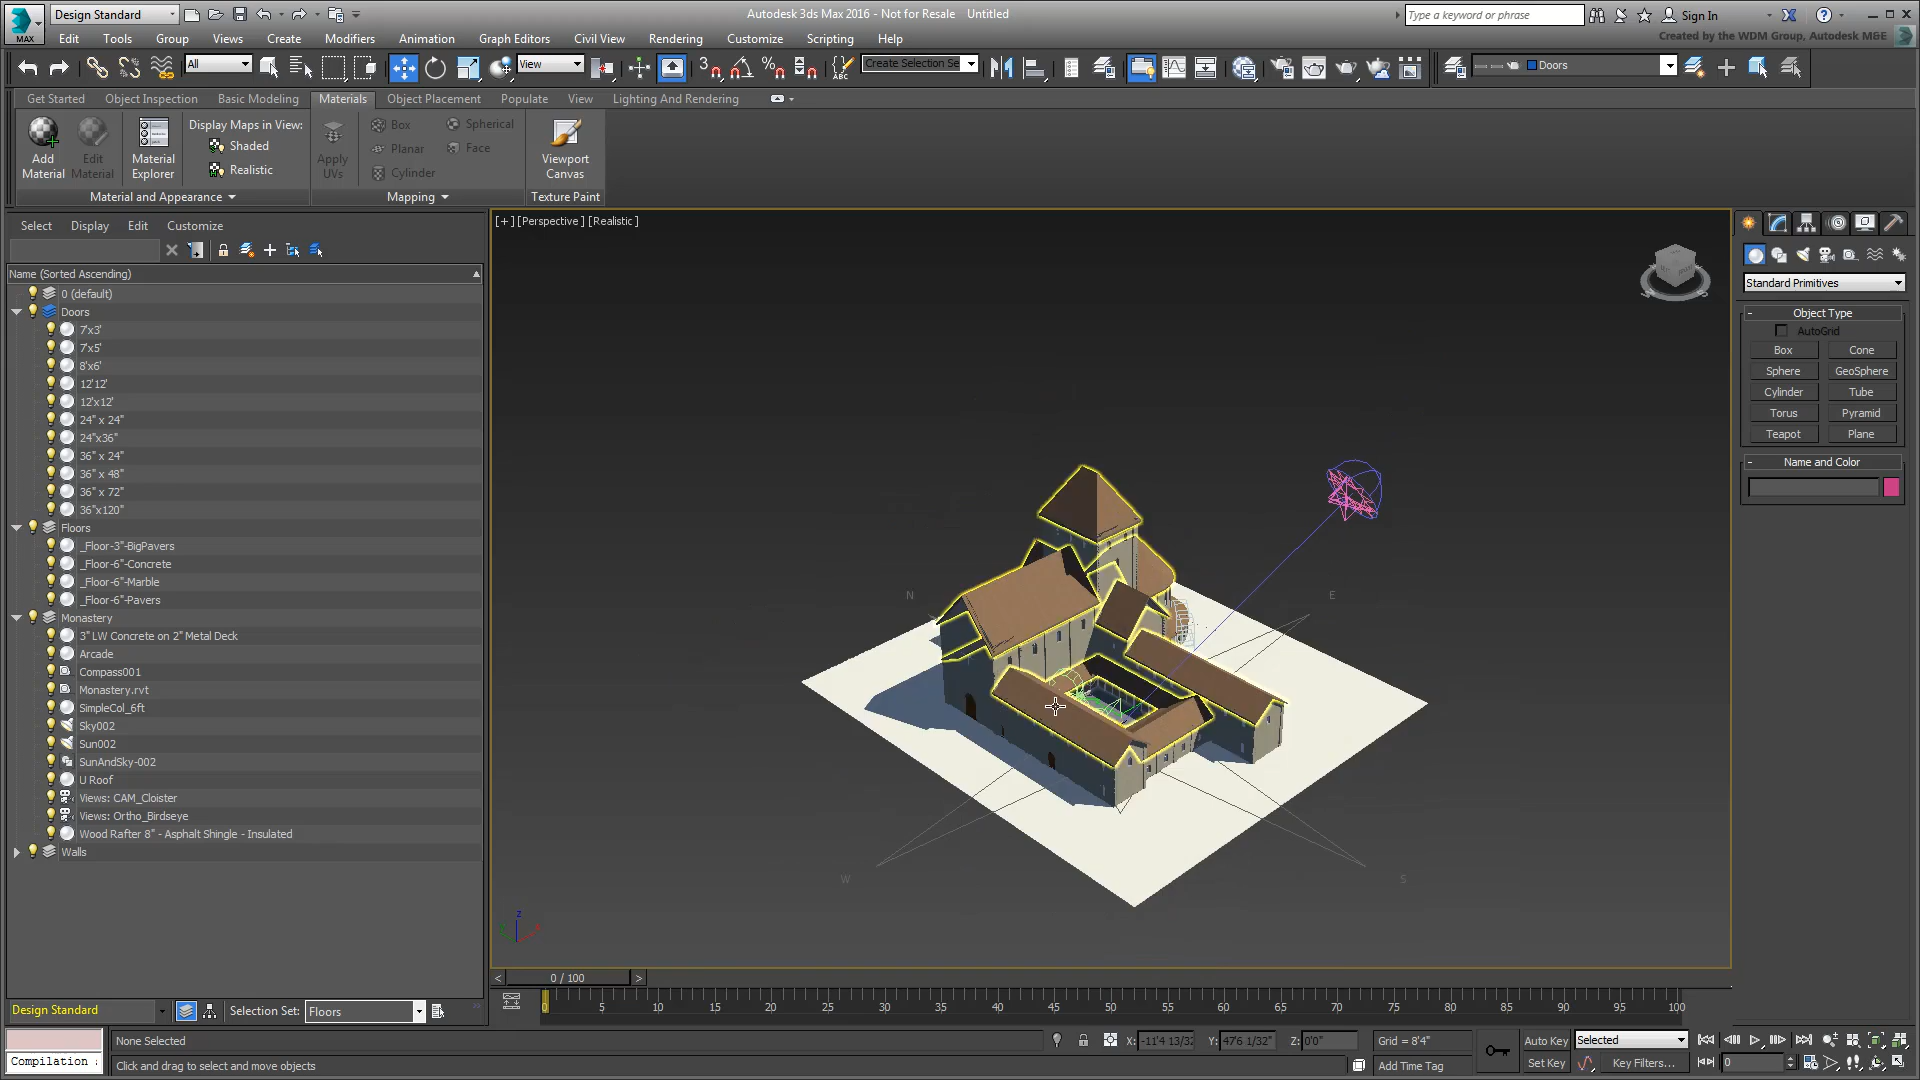 MAX
Design Standard
Autodesk 3ds Max 2016 - Not for Resale Untitled
Type a keyword or phrase
Sign In
Created by the WDM Group, Autodesk M&E
Edit Tools Group Views Create Modifiers Animation Graph Editors Civil View Rendering Customize Scripting Help
All
View
3
ABC
Create Selection Se
Doors
Get Started Object Inspection Basic Modeling Materials Object Placement Populate View Lighting And Rendering
Add Material
Edit Material
Material Explorer
Display Maps in View:
Shaded
Realistic
Apply UVs
Box
Planar
Cylinder
Spherical
Face
Viewport Canvas
Material and Appearance
Mapping
Texture Paint
Select Display Edit Customize
Name (Sorted Ascending)
0 (default)
Doors
7'x3'
7'x5'
8'x6'
12'12'
12'x12'
24" x 24"
24"x36"
36" x 24"
36" x 48"
36" x 72"
36"x120"
Floors
_Floor-3"-BigPavers
_Floor-6"-Concrete
_Floor-6"-Marble
_Floor-6"-Pavers
Monastery
3" LW Concrete on 2" Metal Deck
Arcade
Compass001
Monastery.rvt
SimpleCol_6ft
Sky002
Sun002
SunAndSky-002
U Roof
Views: CAM_Cloister
Views: Ortho_Birdseye
Wood Rafter 8" - Asphalt Shingle - Insulated
Walls
[+] [Perspective ] [Realistic ]
N
E
W
S
z
Standard Primitives
- Object Type
AutoGrid
Box Cone
Sphere GeoSphere
Cylinder Tube
Torus Pyramid
Teapot Plane
- Name and Color
< 0 / 100 >
Design Standard
Selection Set: Floors
0 5 10 15 20 25 30 35 40 45 50 55 60 65 70 75 80 85 90 95 100
None Selected
X: -11'4 13/32 Y: 47'6 1/32" Z: 0'0" Grid = 8'4"
Auto Key Selected
Compilation
Click and drag to select and move objects
Add Time Tag
Set Key Key Filters...
0